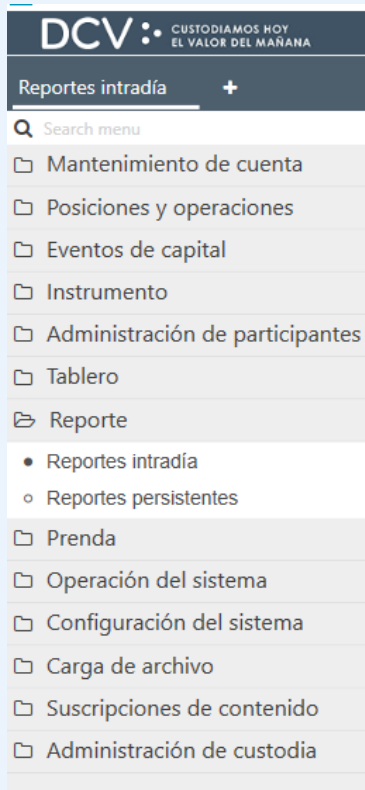 DCV
CUSTODIAMOS HOY
EL VALOR DEL MAÑANA
Reportes intradía +
Search menu
Mantenimiento de cuenta
Posiciones y operaciones
Eventos de capital
Instrumento
Administración de participantes
Tablero
Reporte
Reportes intradía
Reportes persistentes
Prenda
Operación del sistema
Configuración del sistema
Carga de archivo
Suscripciones de contenido
Administración de custodia